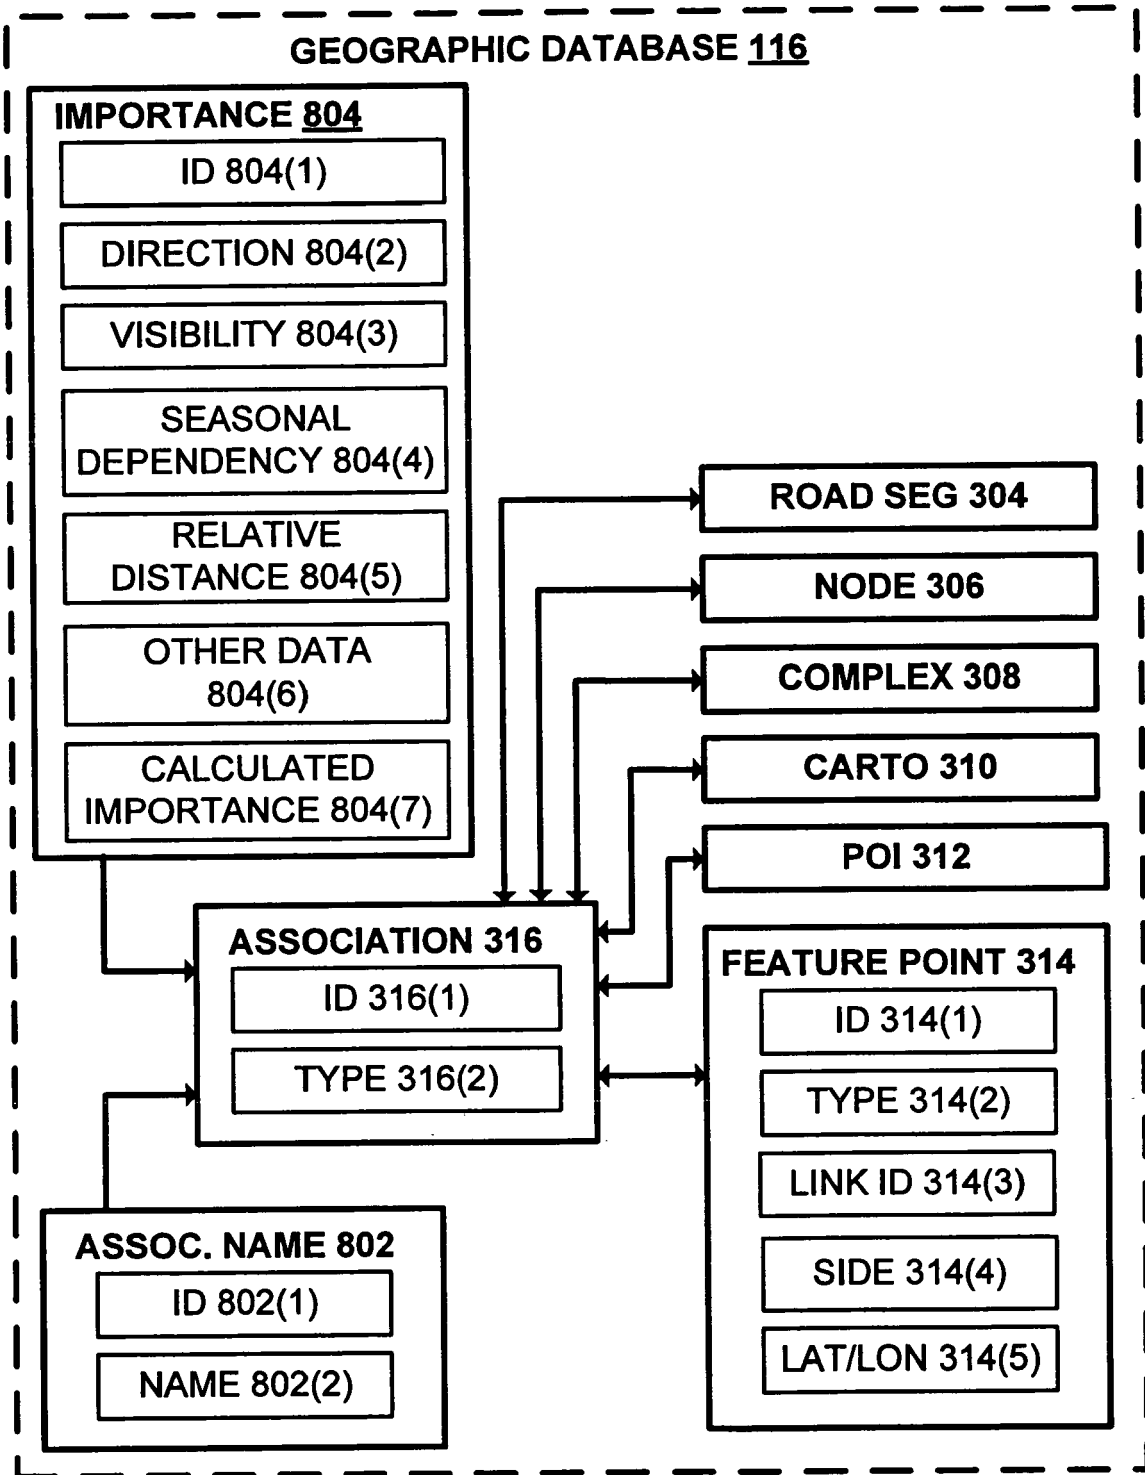 GEOGRAPHIC DATABASE 116
IMPORTANCE 804
ID 804(1)
DIRECTION 804(2)
VISIBILITY 804(3)
SEASONAL
DEPENDENCY 804(4)
RELATIVE
DISTANCE 804(5)
OTHER DATA
804(6)
CALCULATED
IMPORTANCE 804(7)
ROAD SEG 304
NODE 306
COMPLEX 308
CARTO 310
POI 312
ASSOCIATION 316
ID 316(1)
TYPE 316(2)
FEATURE POINT 314
ID 314(1)
TYPE 314(2)
LINK ID 314(3)
SIDE 314(4)
LAT/LON 314(5)
ASSOC. NAME 802
ID 802(1)
NAME 802(2)